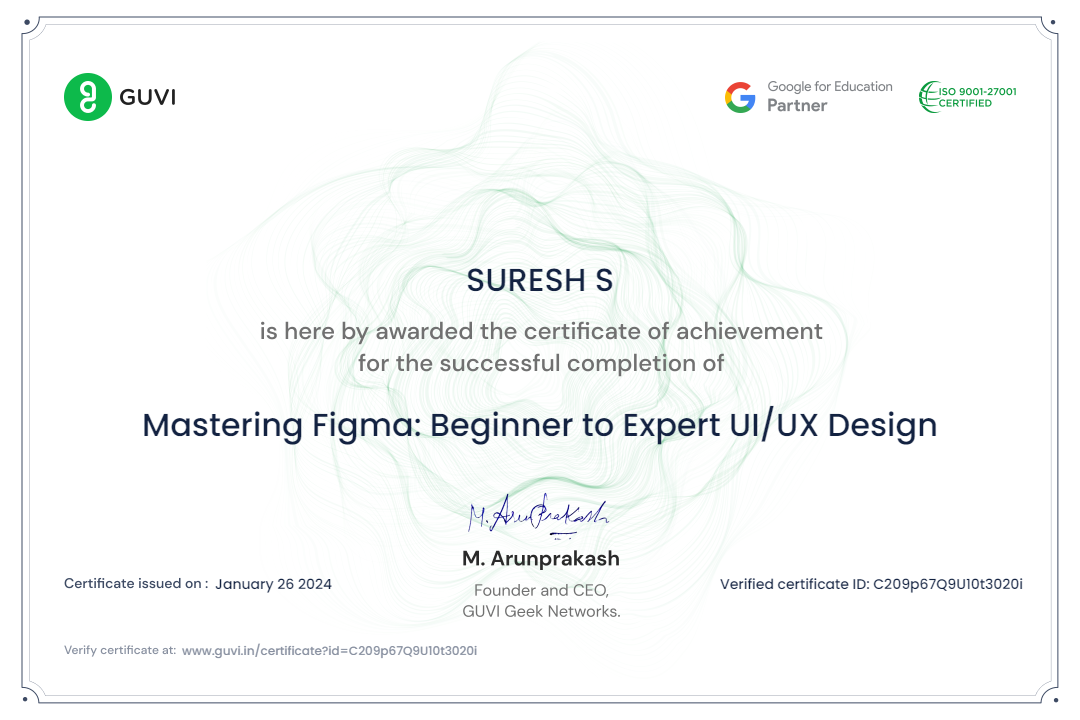 GUVI
Google for Education
Partner
ISO 9001-27001
CERTIFIED
SURESH S
is here by awarded the certificate of achievement
for the successful completion of
Mastering Figma: Beginner to Expert UI/UX Design
M. Arunprakash
M. Arunprakash
Founder and CEO,
GUVI Geek Networks.
Certificate issued on : January 26 2024
Verified certificate ID: C209p67Q9U10t3020i
Verify certificate at: www.guvi.in/certificate?id=C209p67Q9U10t3020i